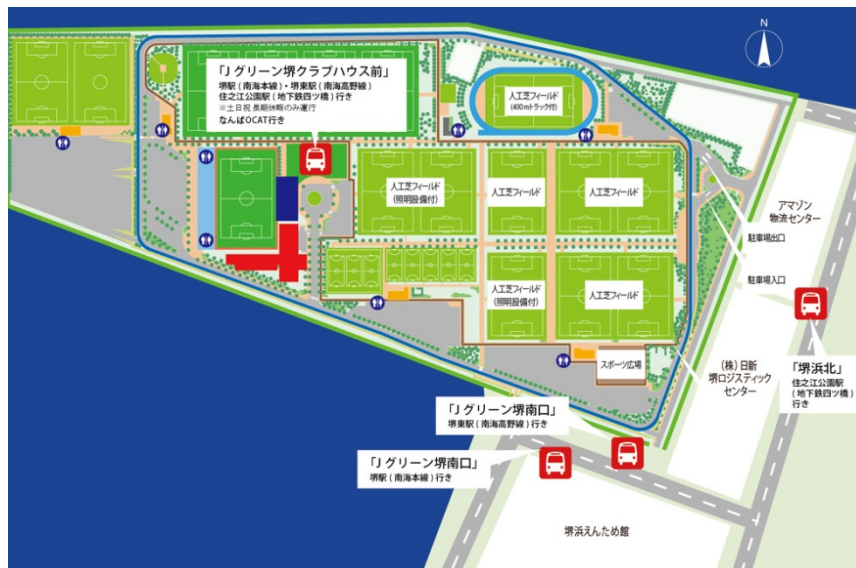 N
「Jグリーン堺クラブハウス前」
堺駅(南海本線)・堺東駅(南海高野線)
住之江公園駅(地下鉄四ツ橋)行き
※土日祝 長期休暇のみ運行
なんばOCAT行き
人工芝フィールド
(400mトラック付)
人工芝フィールド
(照明設備付)
人工芝フィールド
人工芝フィールド
アマゾン
物流センター
駐車場出口
駐車場入口
人工芝フィールド
(照明設備付)
人工芝フィールド
スポーツ広場
(株)日新
堺ロジスティック
センター
「堺浜北」
住之江公園駅
(地下鉄四ツ橋)
行き
「Jグリーン堺南口」
堺東駅(南海高野線)行き
「Jグリーン堺南口」
堺駅(南海本線)行き
堺浜えんため館